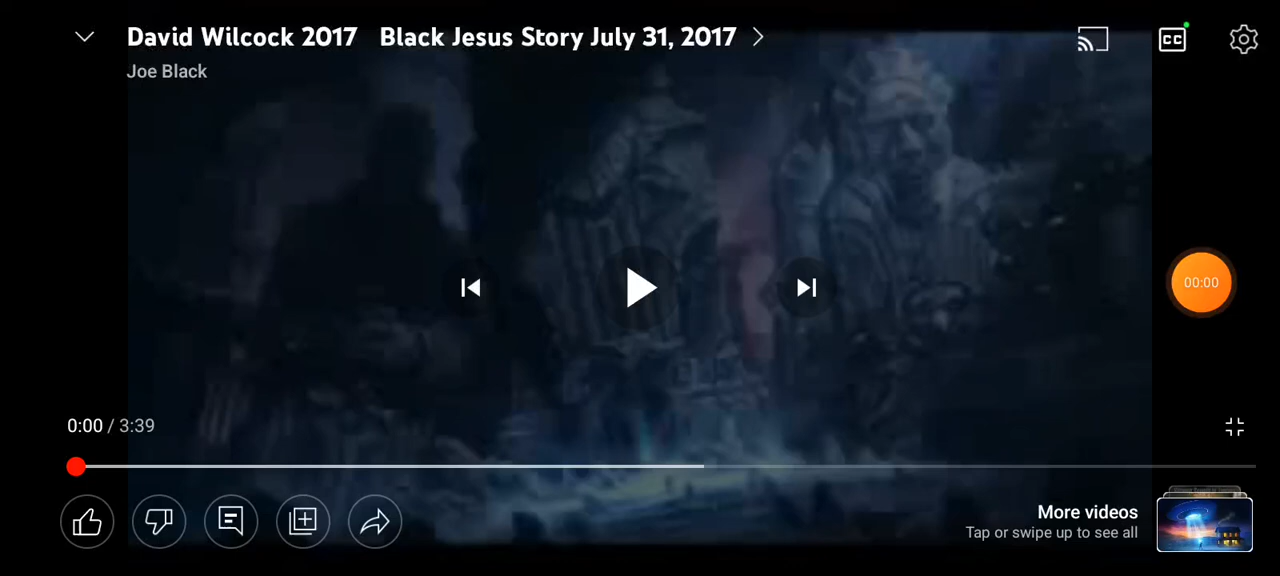 David Wilcock 2017 Black Jesus Story July 31, 2017
Joe Black
CC
00:00
0:00 / 3:39
More videos
Tap or swipe up to see all